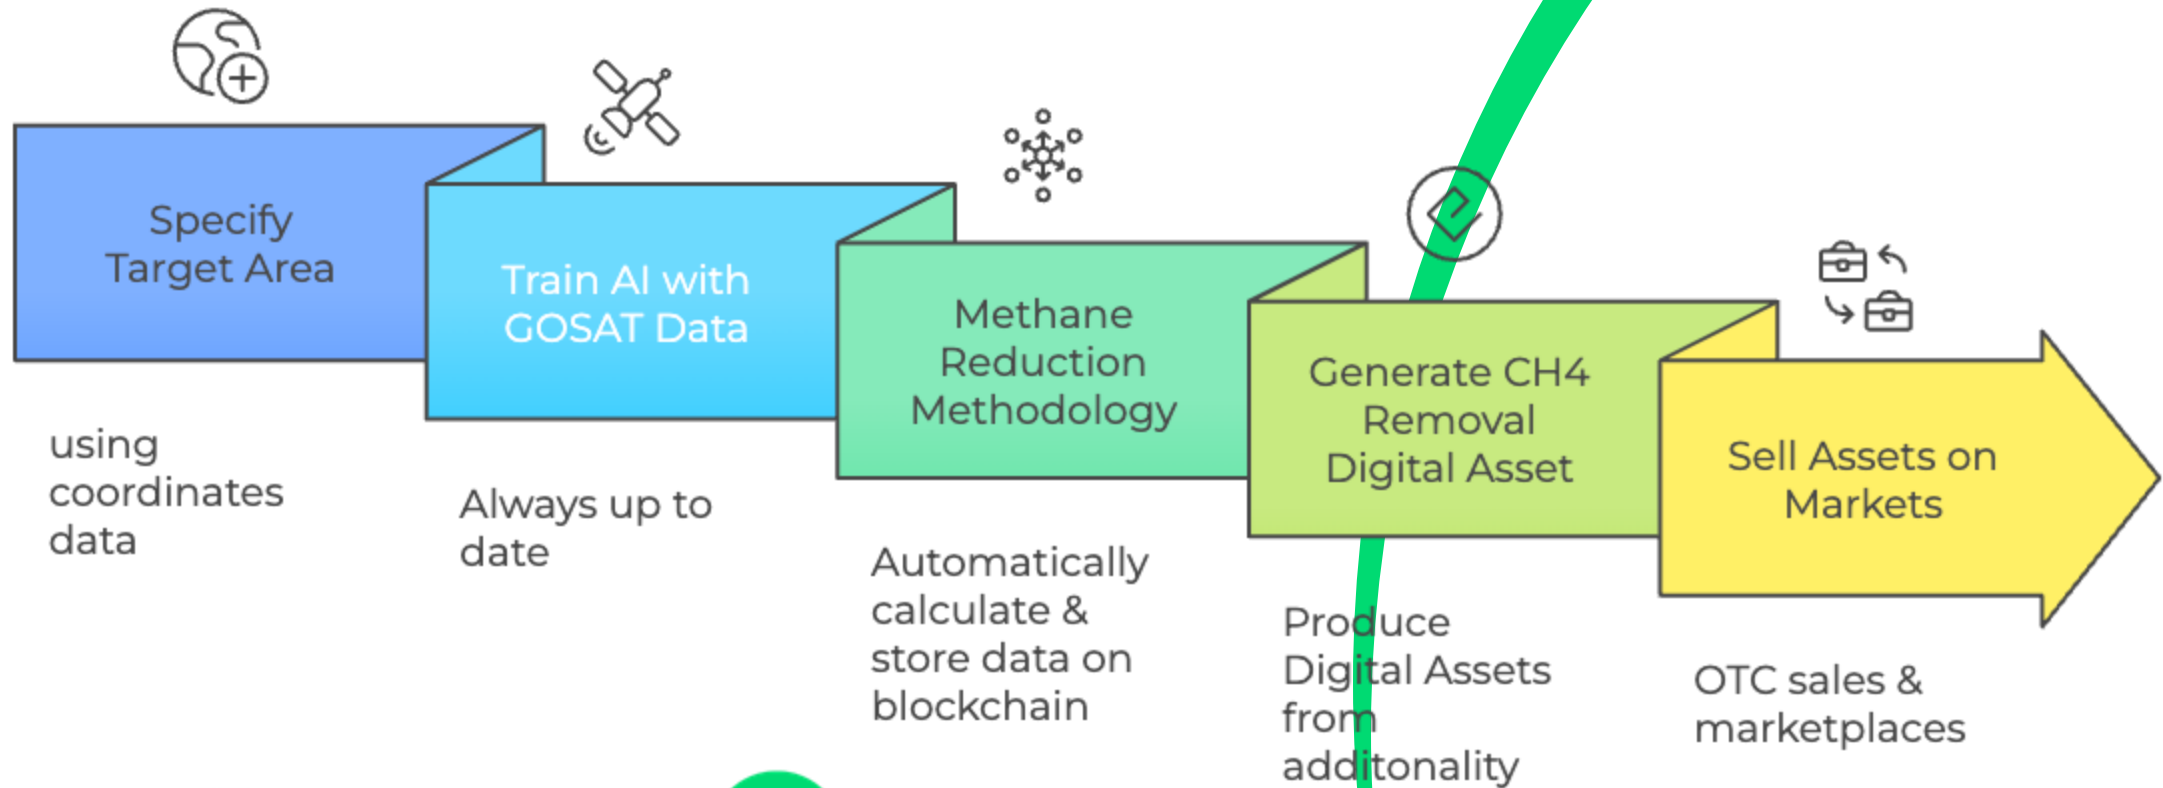 Specify
Target Area
using
coordinates
data
Train AI with
GOSAT Data
Always up to
date
Methane
Reduction
Methodology
Automatically
calculate &
store data on
blockchain
Generate CH4
Removal
Digital Asset
Produce
Digital Assets
from
additonality
Sell Assets on
Markets
OTC sales &
marketplaces